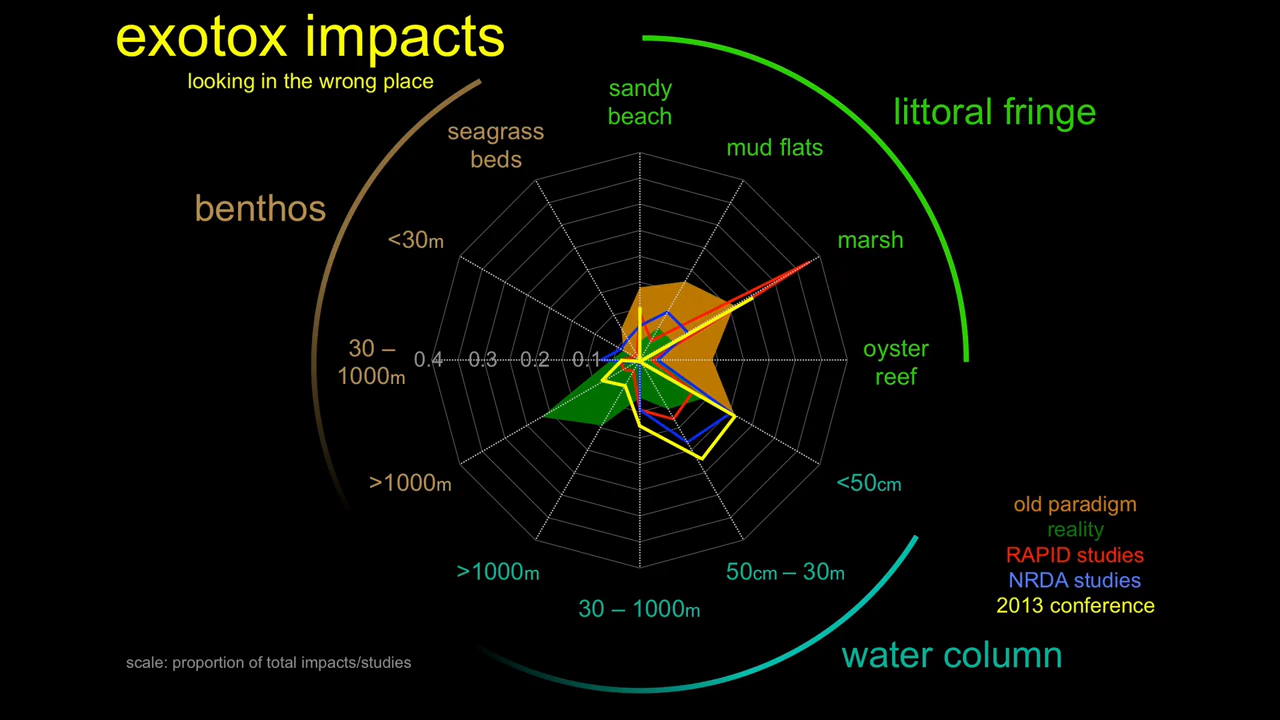 exotox impacts
looking in the wrong place
sandy
beach
littoral fringe
seagrass
beds
mud flats
benthos
<30m
marsh
30 –
1000m
0.4
0.3
0.2
0.1
oyster
reef
>1000m
<50cm
>1000m
50cm – 30m
30 – 1000m
old paradigm
reality
RAPID studies
NRDA studies
2013 conference
water column
scale: proportion of total impacts/studies